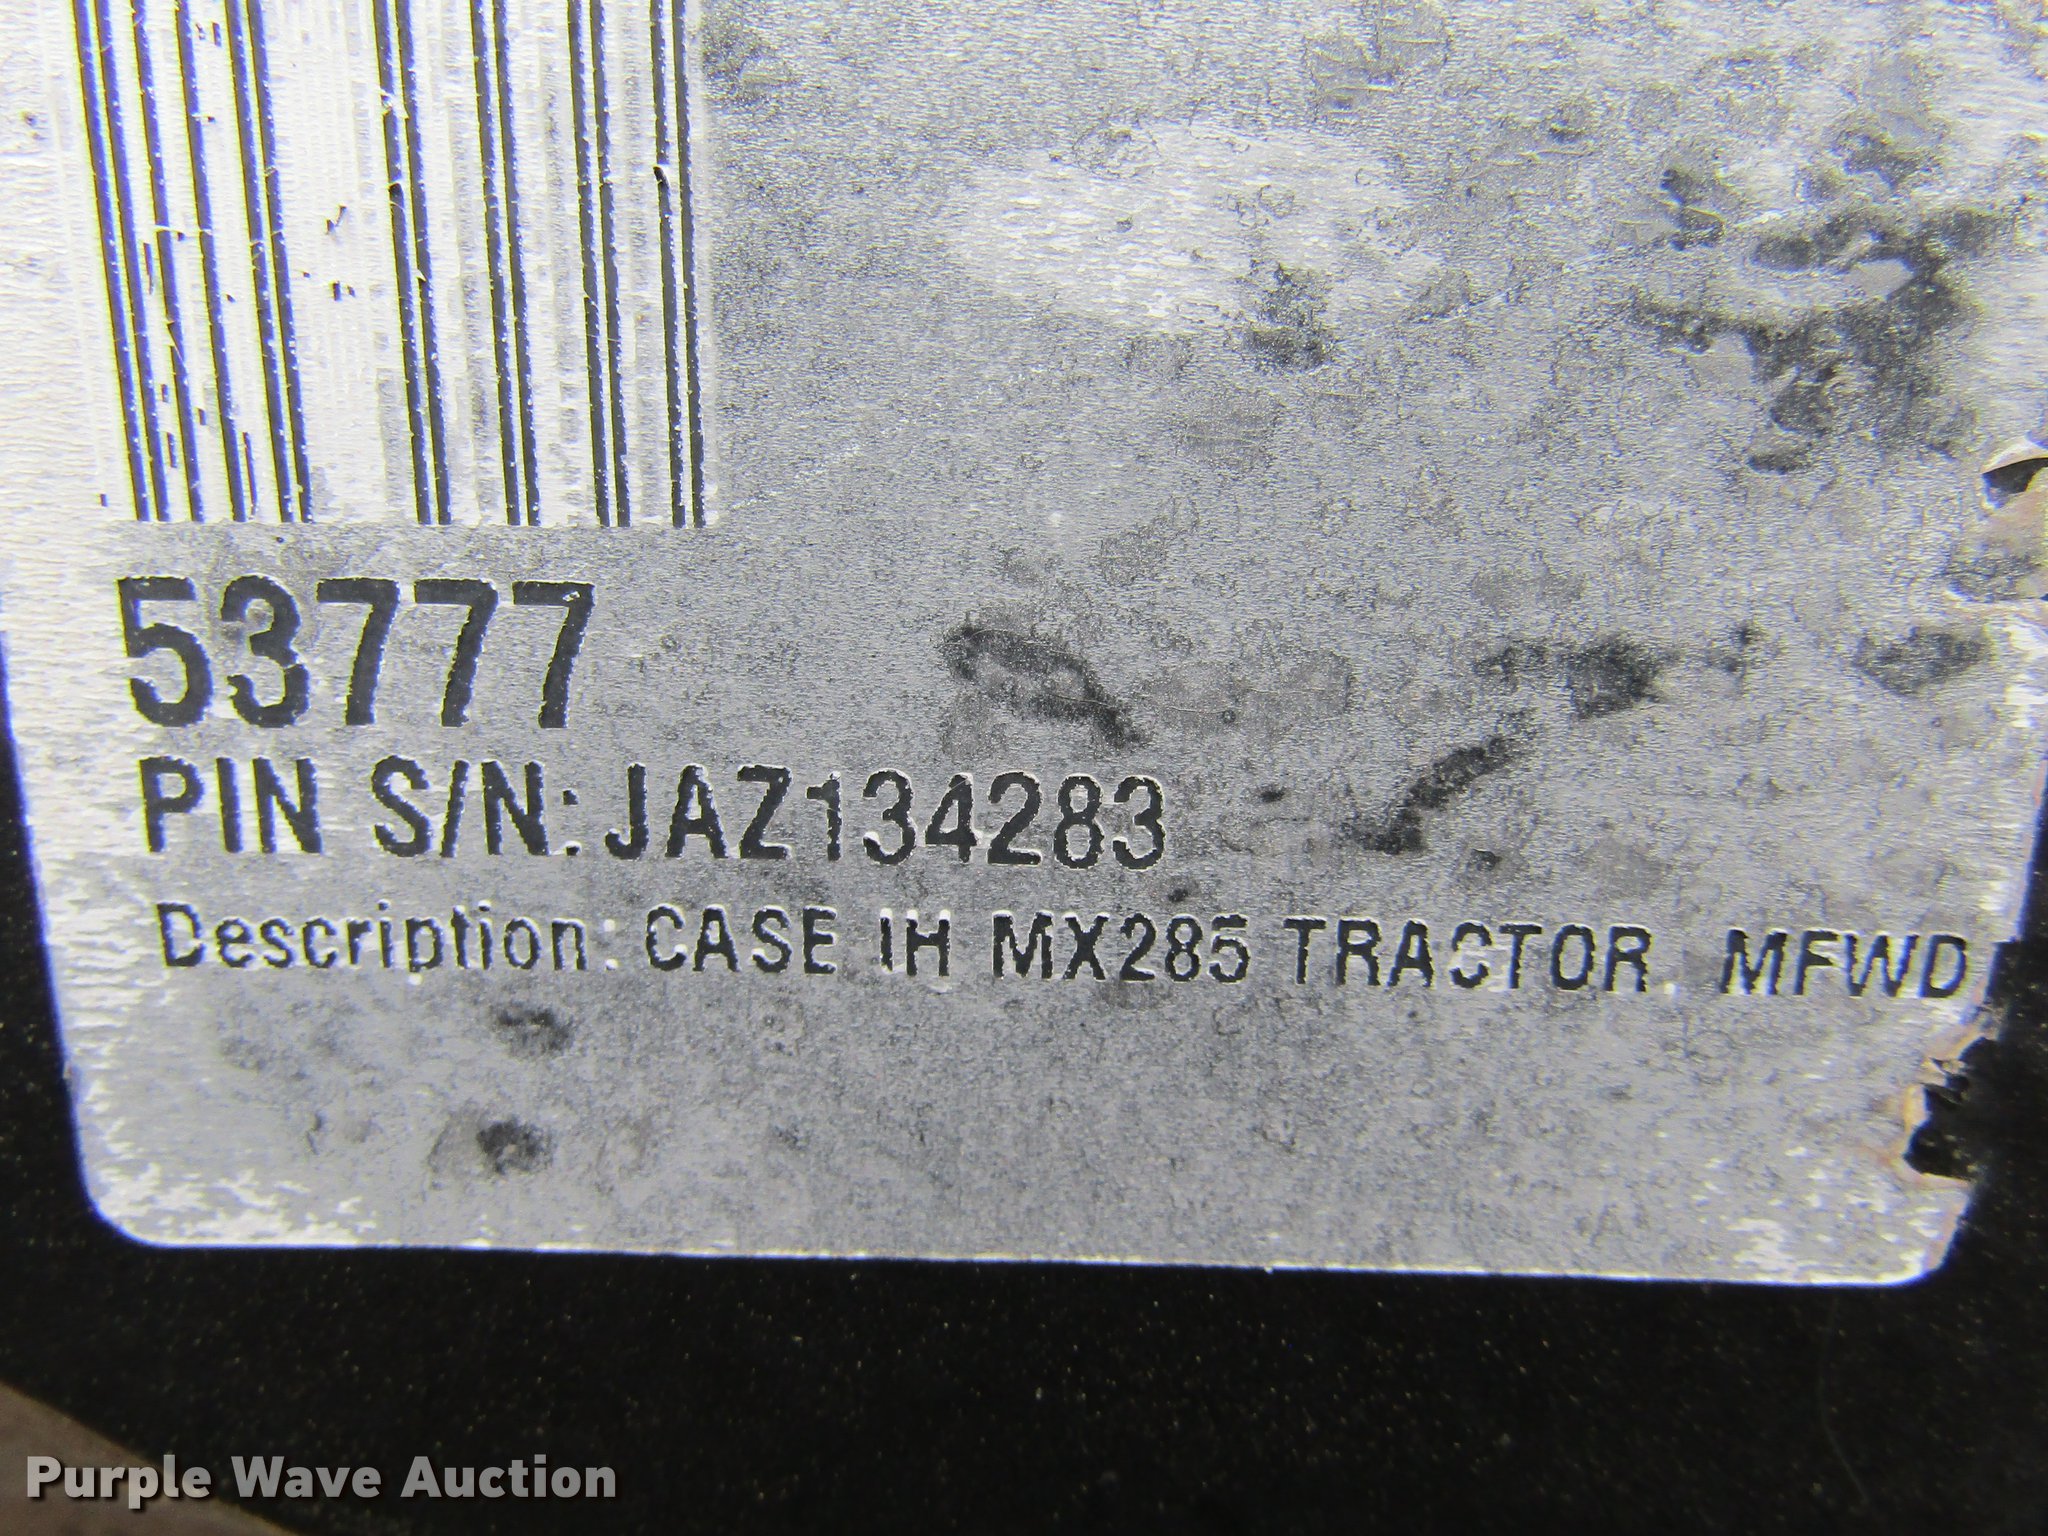 53777
PIN S/N: JAZ134283
Description: CASE IH MX285 TRACTOR, MFWD
Purple Wave Auction